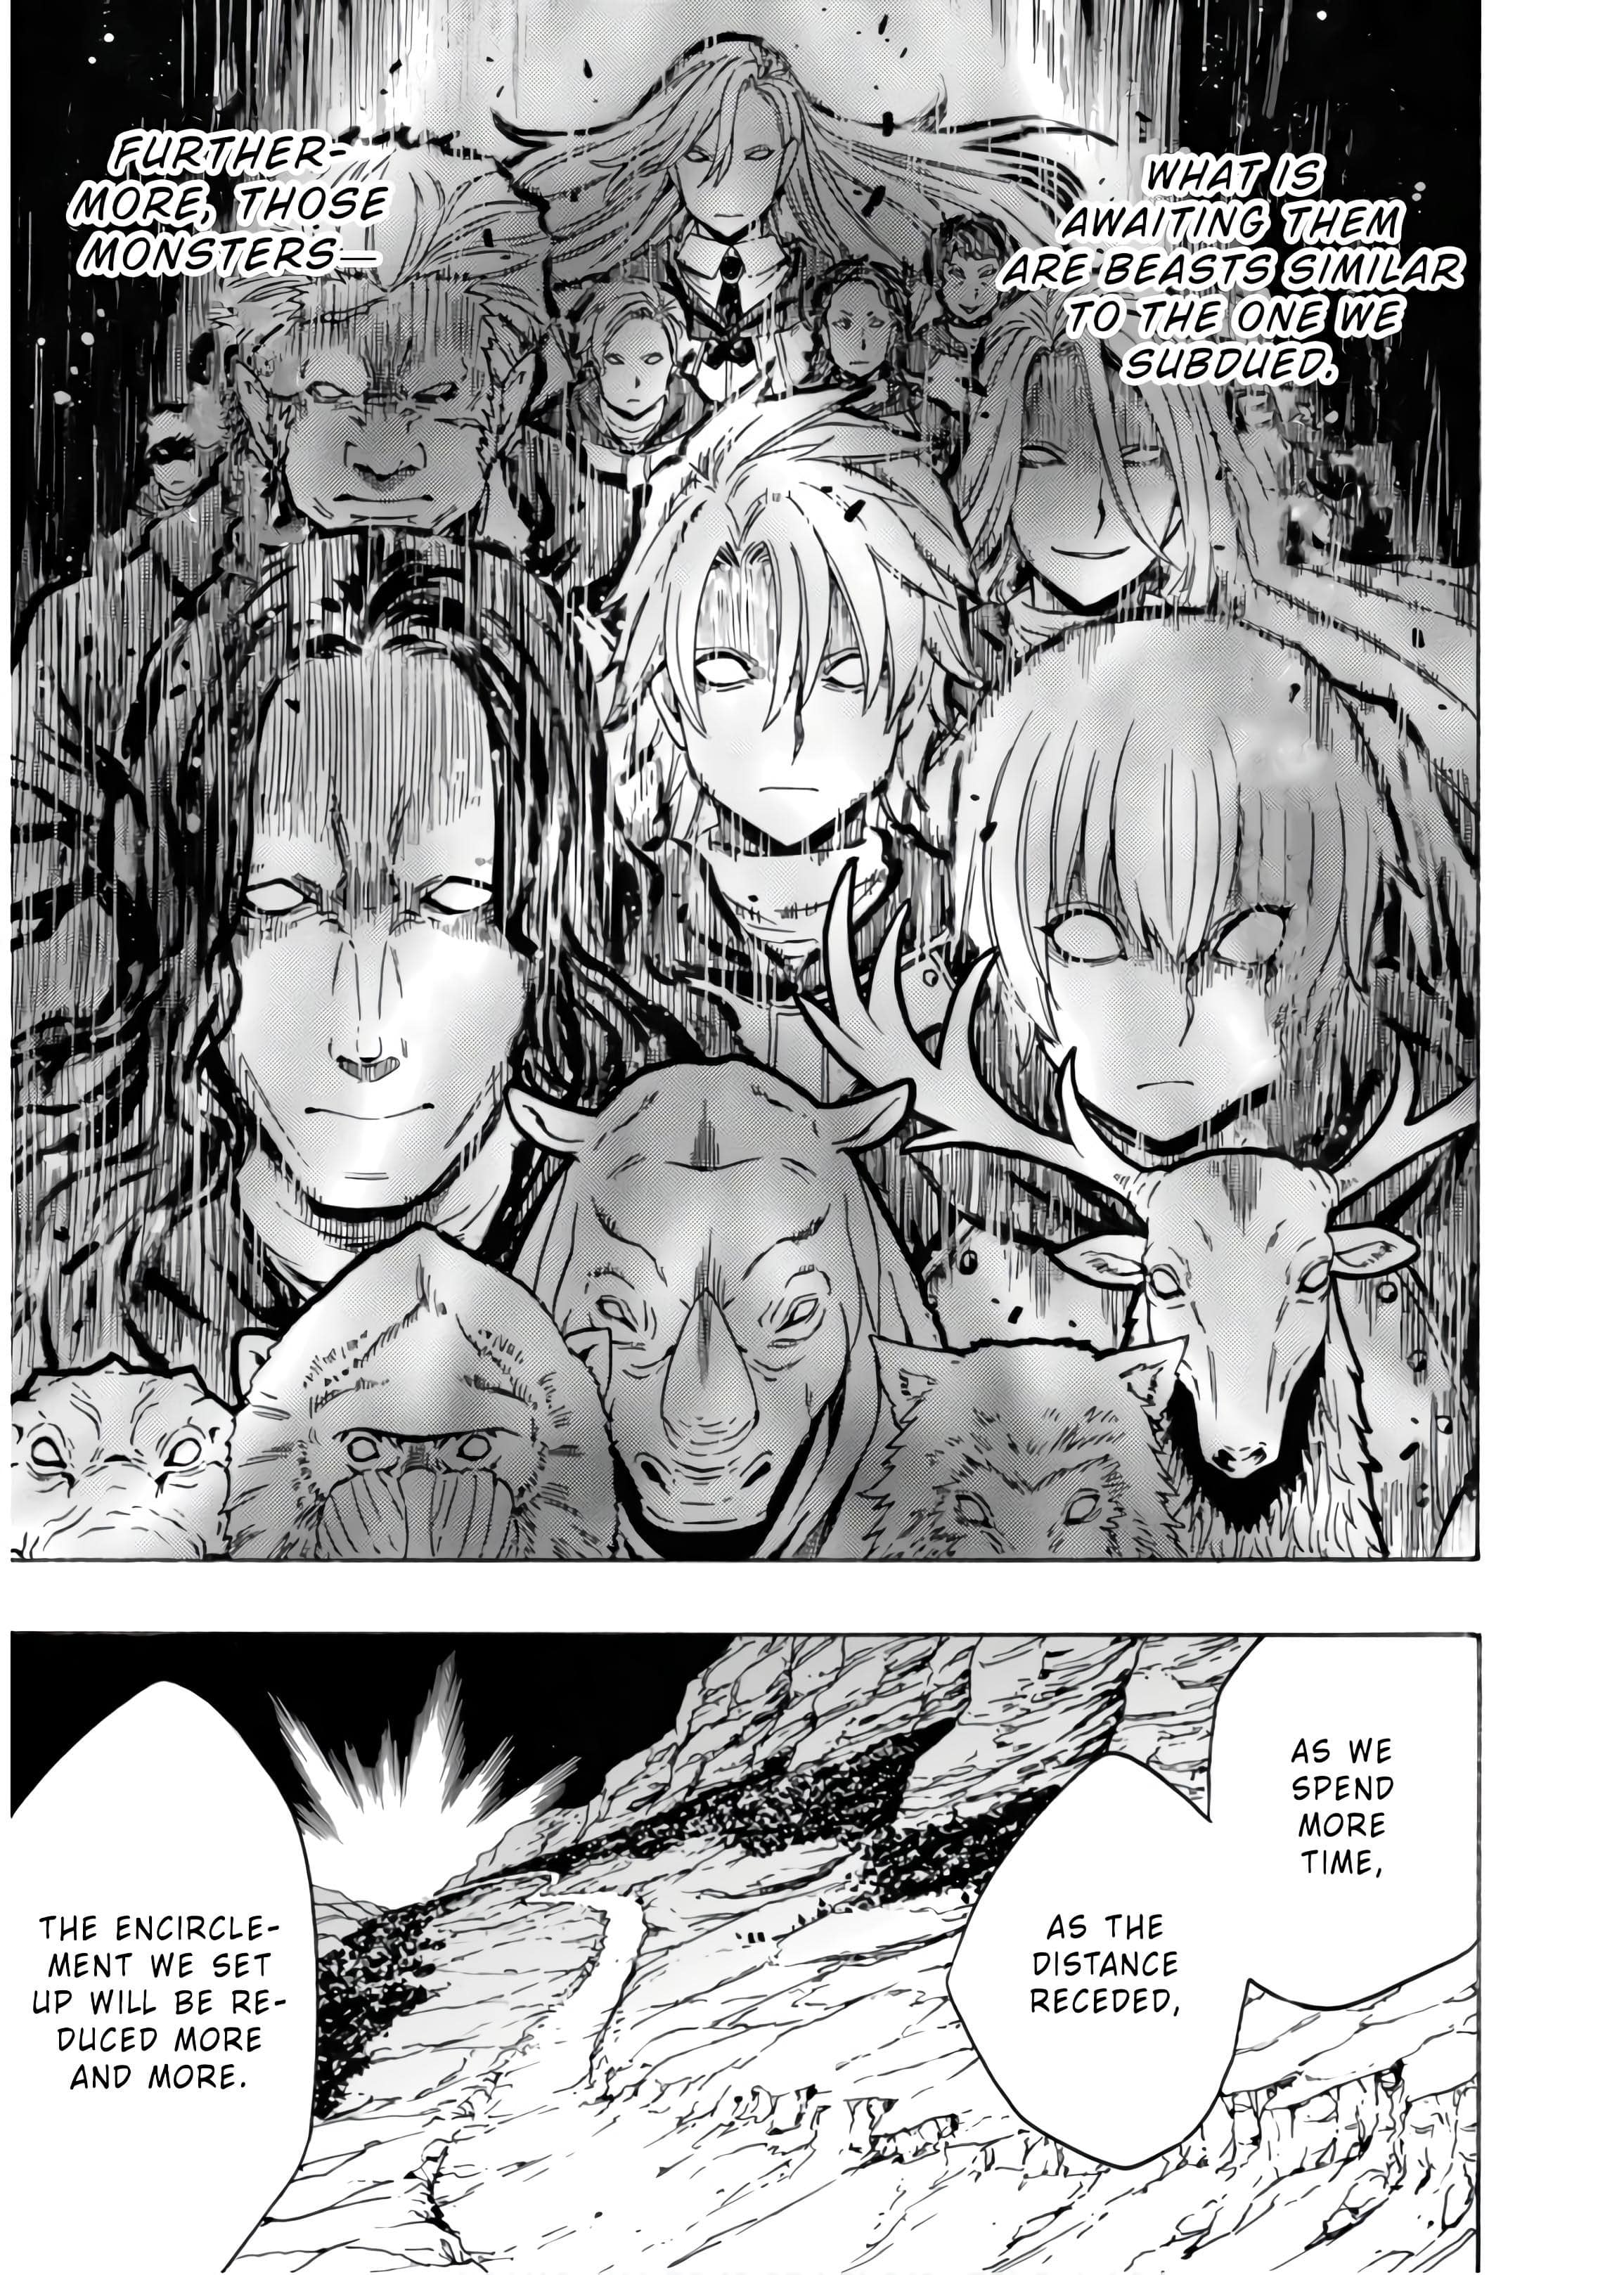 WHAT IS
AWAITING THEM
ARE BEASTS SIMILAR
TO THE ONE WE
SUBDUED.
FURTHER-
MORE, THOSE
MONSTERS—
AS WE
SPEND
MORE
TIME,
AS THE
DISTANCE
RECEDED,
THE ENCIRCLE-
MENT WE SET
UP WILL BE RE-
DUCED MORE
AND MORE.